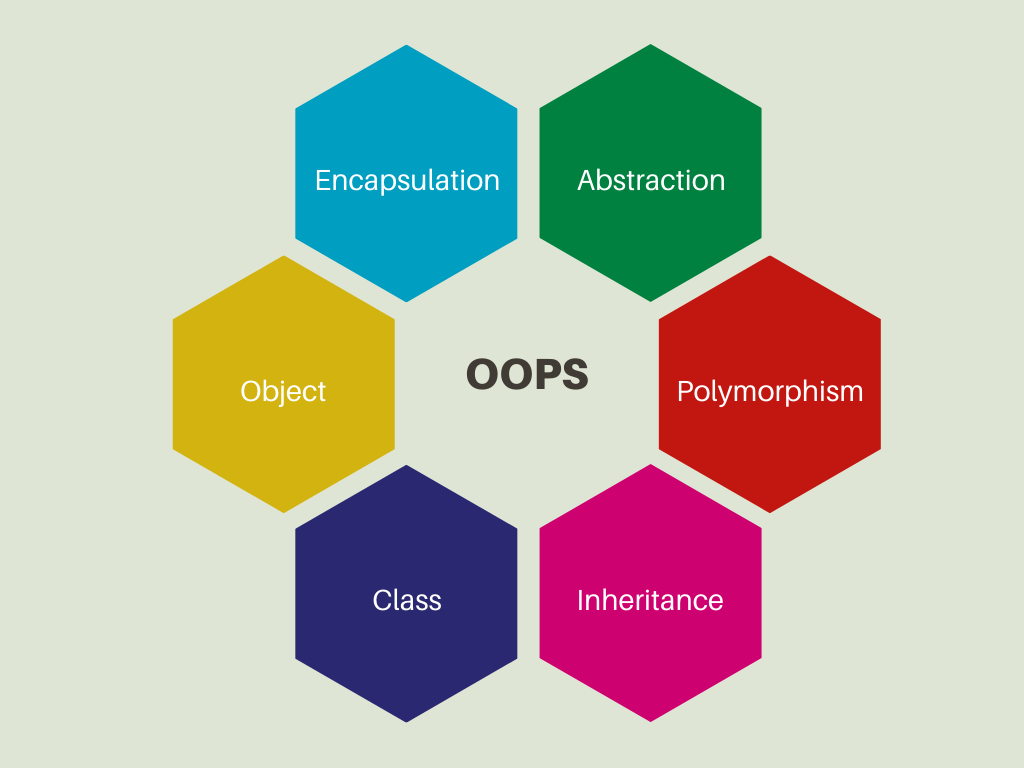 Encapsulation
Abstraction
Object
OOPS
Polymorphism
Class
Inheritance